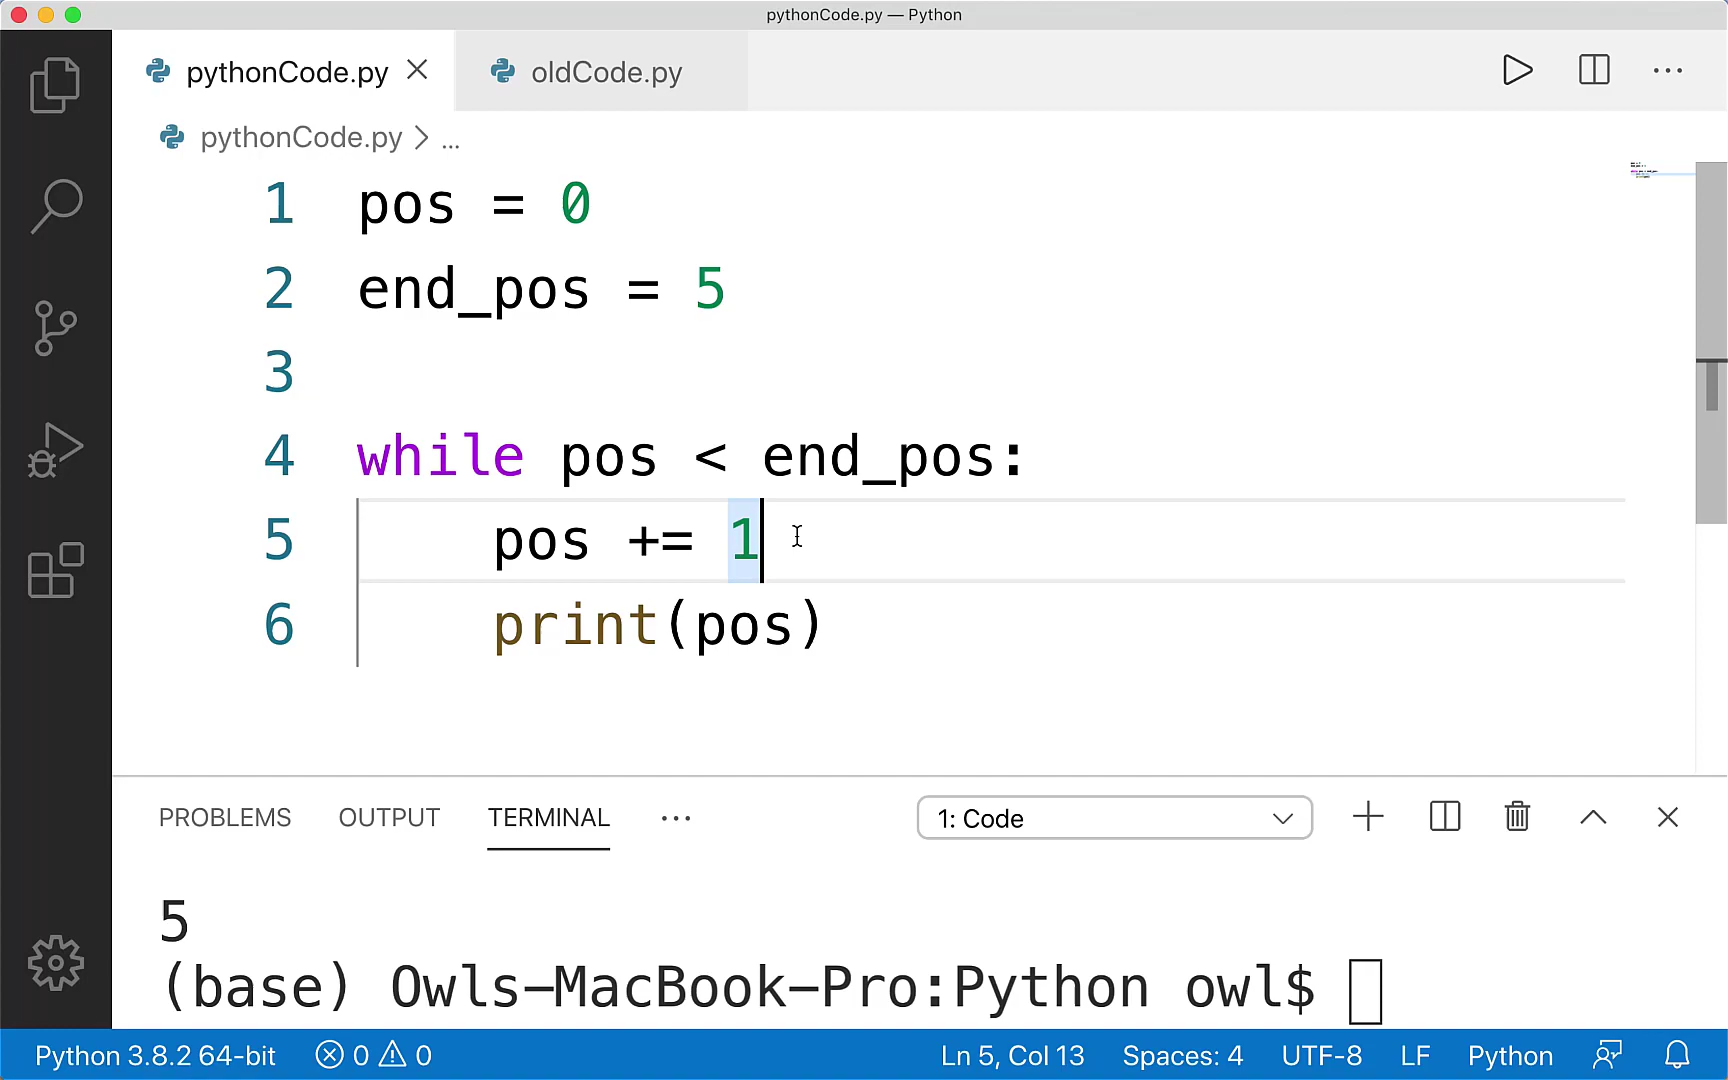 pythonCode.py — Python
pythonCode.py oldCode.py
pythonCode.py > ...
1 pos = 0
2 end_pos = 5
3
4 while pos < end_pos:
5     pos += 1
6     print(pos)
PROBLEMS OUTPUT TERMINAL ... 1: Code
5
(base) Owls-MacBook-Pro:Python owl$
Python 3.8.2 64-bit 0 0 Ln 5, Col 13 Spaces: 4 UTF-8 LF Python